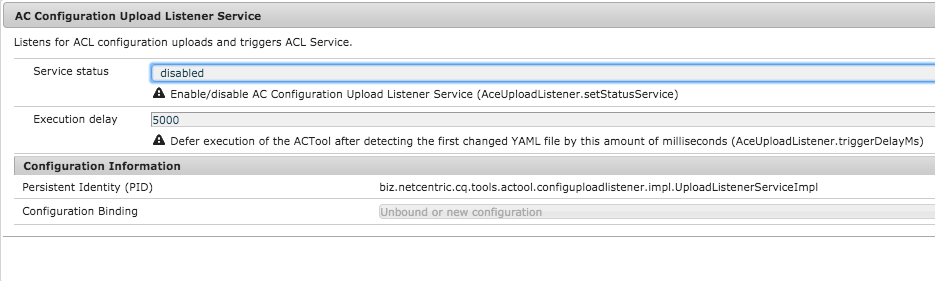 AC Configuration Upload Listener Service
Listens for ACL configuration uploads and triggers ACL Service.
Service status
disabled
Enable/disable AC Configuration Upload Listener Service (AceUploadListener.setStatusService)
Execution delay
5000
Defer execution of the ACTool after detecting the first changed YAML file by this amount of milliseconds (AceUploadListener.triggerDelayMs)
Configuration Information
Persistent Identity (PID) biz.netcentric.cq.tools.actool.configuploadlistener.impl.UploadListenerServiceImpl
Configuration Binding Unbound or new configuration